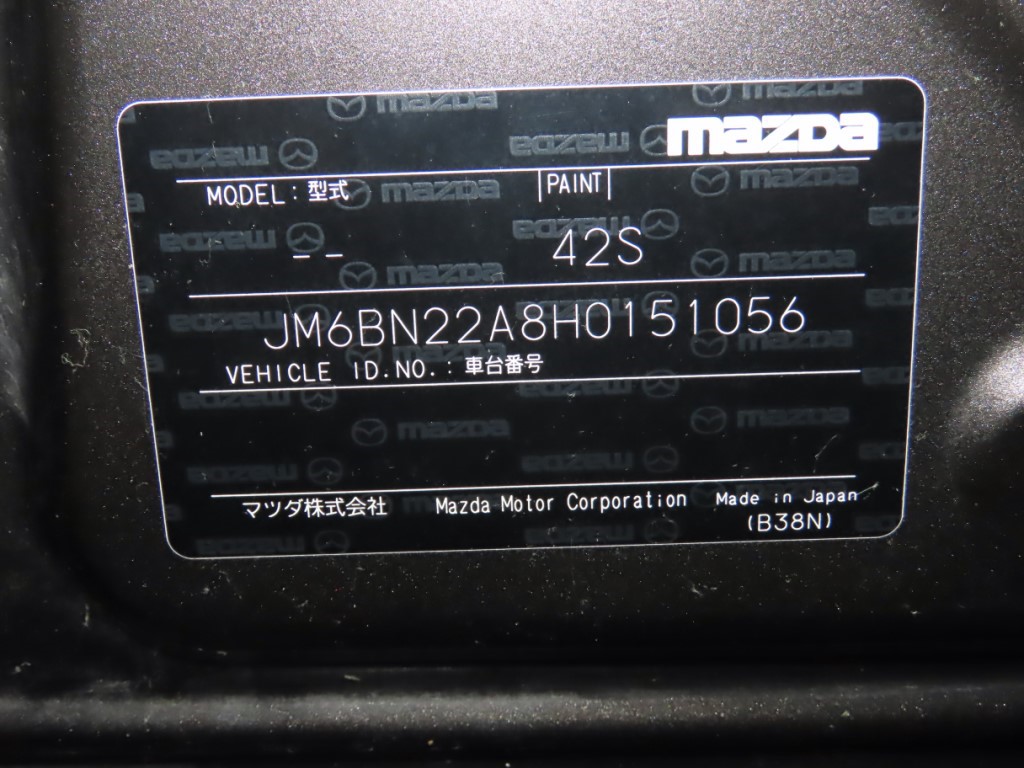 mazda
MODEL : 型式 |PAINT|
-- 42S
JM6BN22A8H0151056
VEHICLE ID.NO. : 車台番号
マツダ株式会社 Mazda Motor Corporation Made in Japan
(B38N)